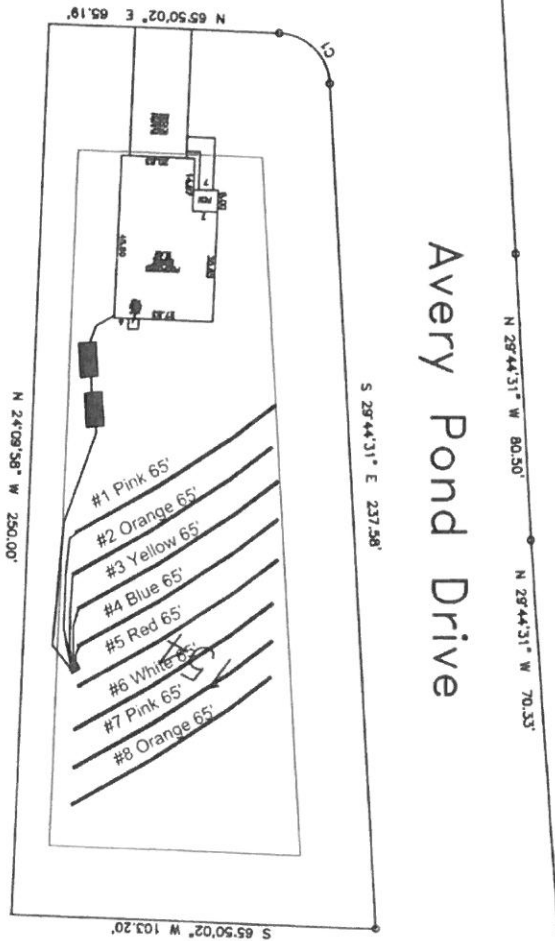 N 65°50'02" E 65.19'
C1
N 29°44'31" W 80.50'
N 29°44'31" W 70.33'
Avery Pond Drive
S 29°44'31" E 237.58'
N 24°09'58" W 250.00'
#1 Pink 65'
#2 Orange 65'
#3 Yellow 65'
#4 Blue 65'
#5 Red 65'
#6 White 65'
#7 Pink 65'
#8 Orange 65'
S 65°50'02" W 103.20'